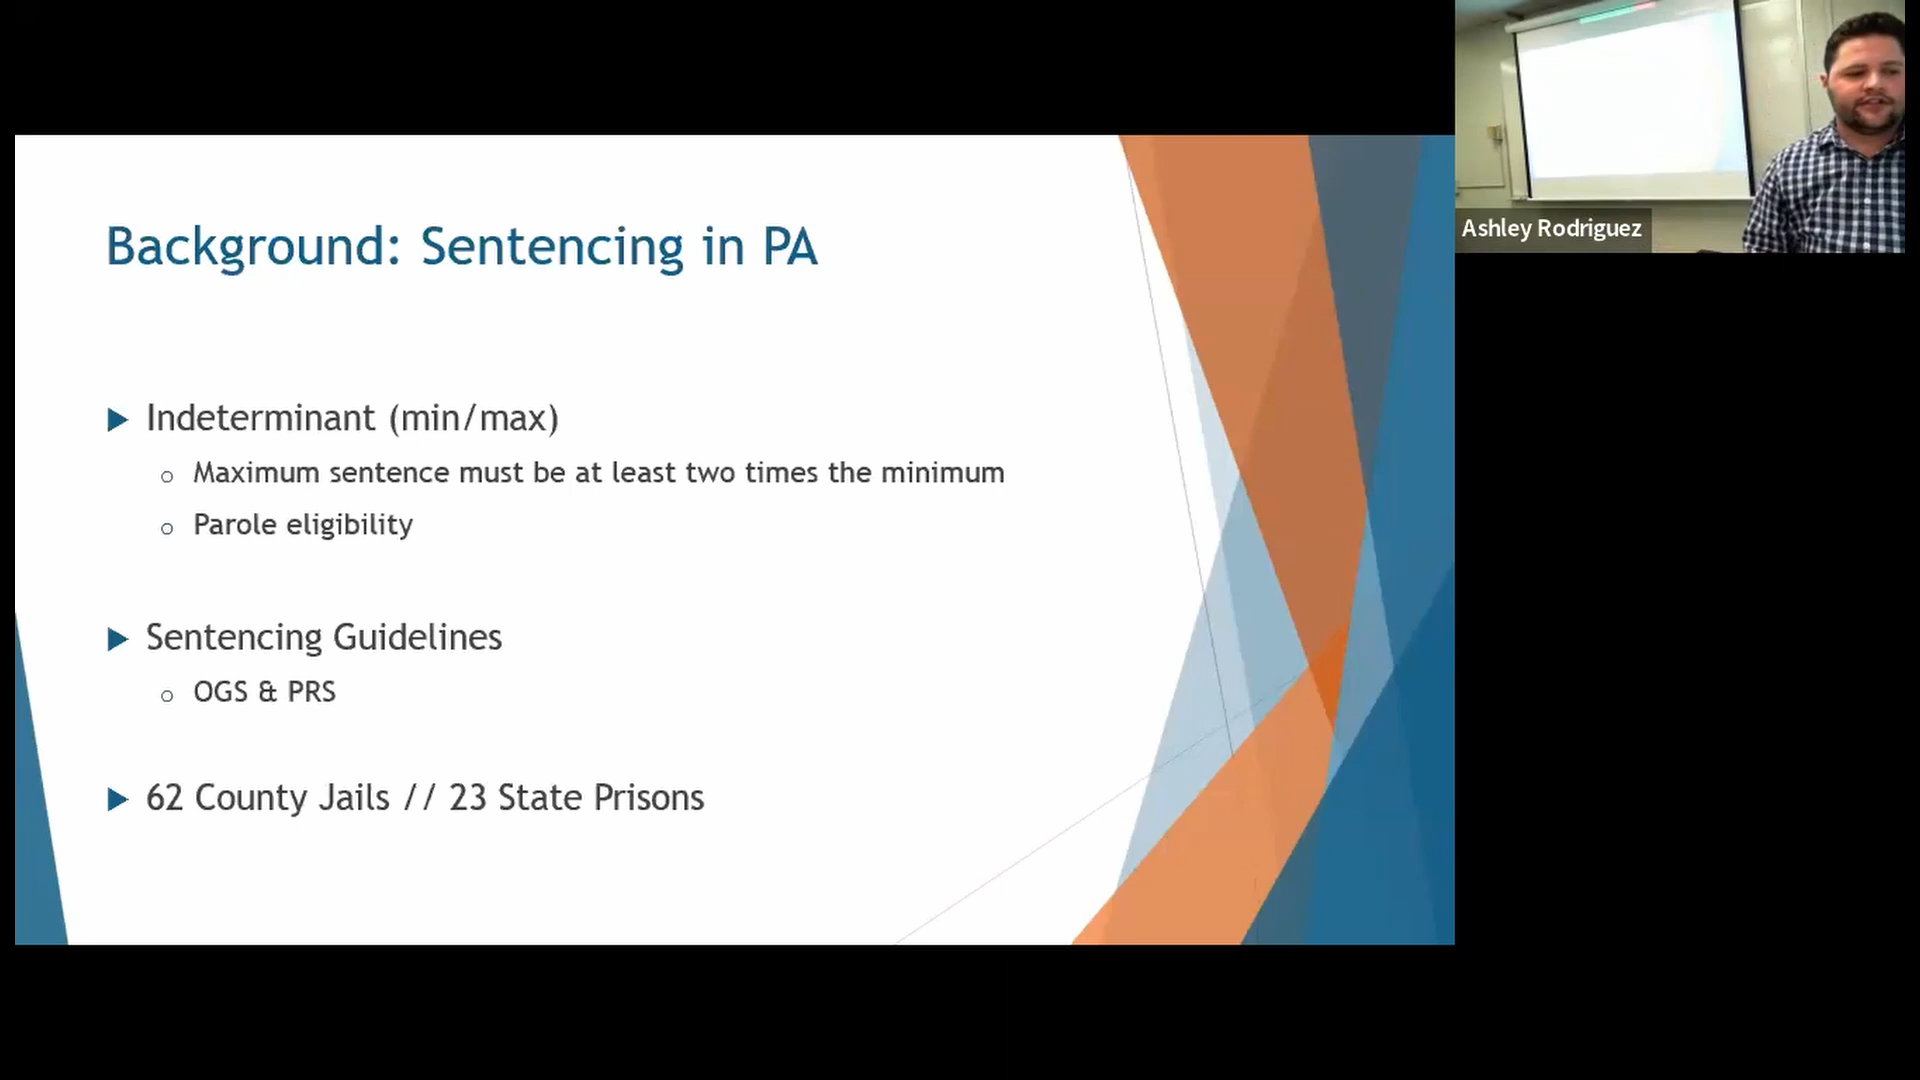 Background: Sentencing in PA
Indeterminant (min/max)
Maximum sentence must be at least two times the minimum
Parole eligibility
Sentencing Guidelines
OGS & PRS
62 County Jails // 23 State Prisons
Ashley Rodriguez